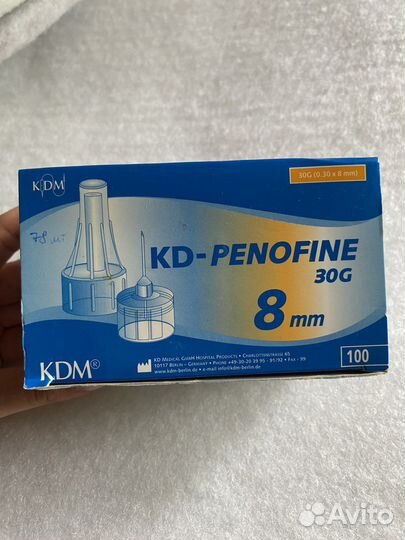 KDM
30G (0.30 x 8 mm)
78 шт
KD-PENOFINE
30G
8 mm
KDM®
KD MEDICAL GMBH HOSPITAL PRODUCTS • CHARLOTTENSTRASSE 65
10117 BERLIN – GERMANY • PHONE +49-30-20 39 95 - 91/92 • FAX - 99
www.kdm-berlin.de • e-mail info@kdm-berlin.de
100
Avito